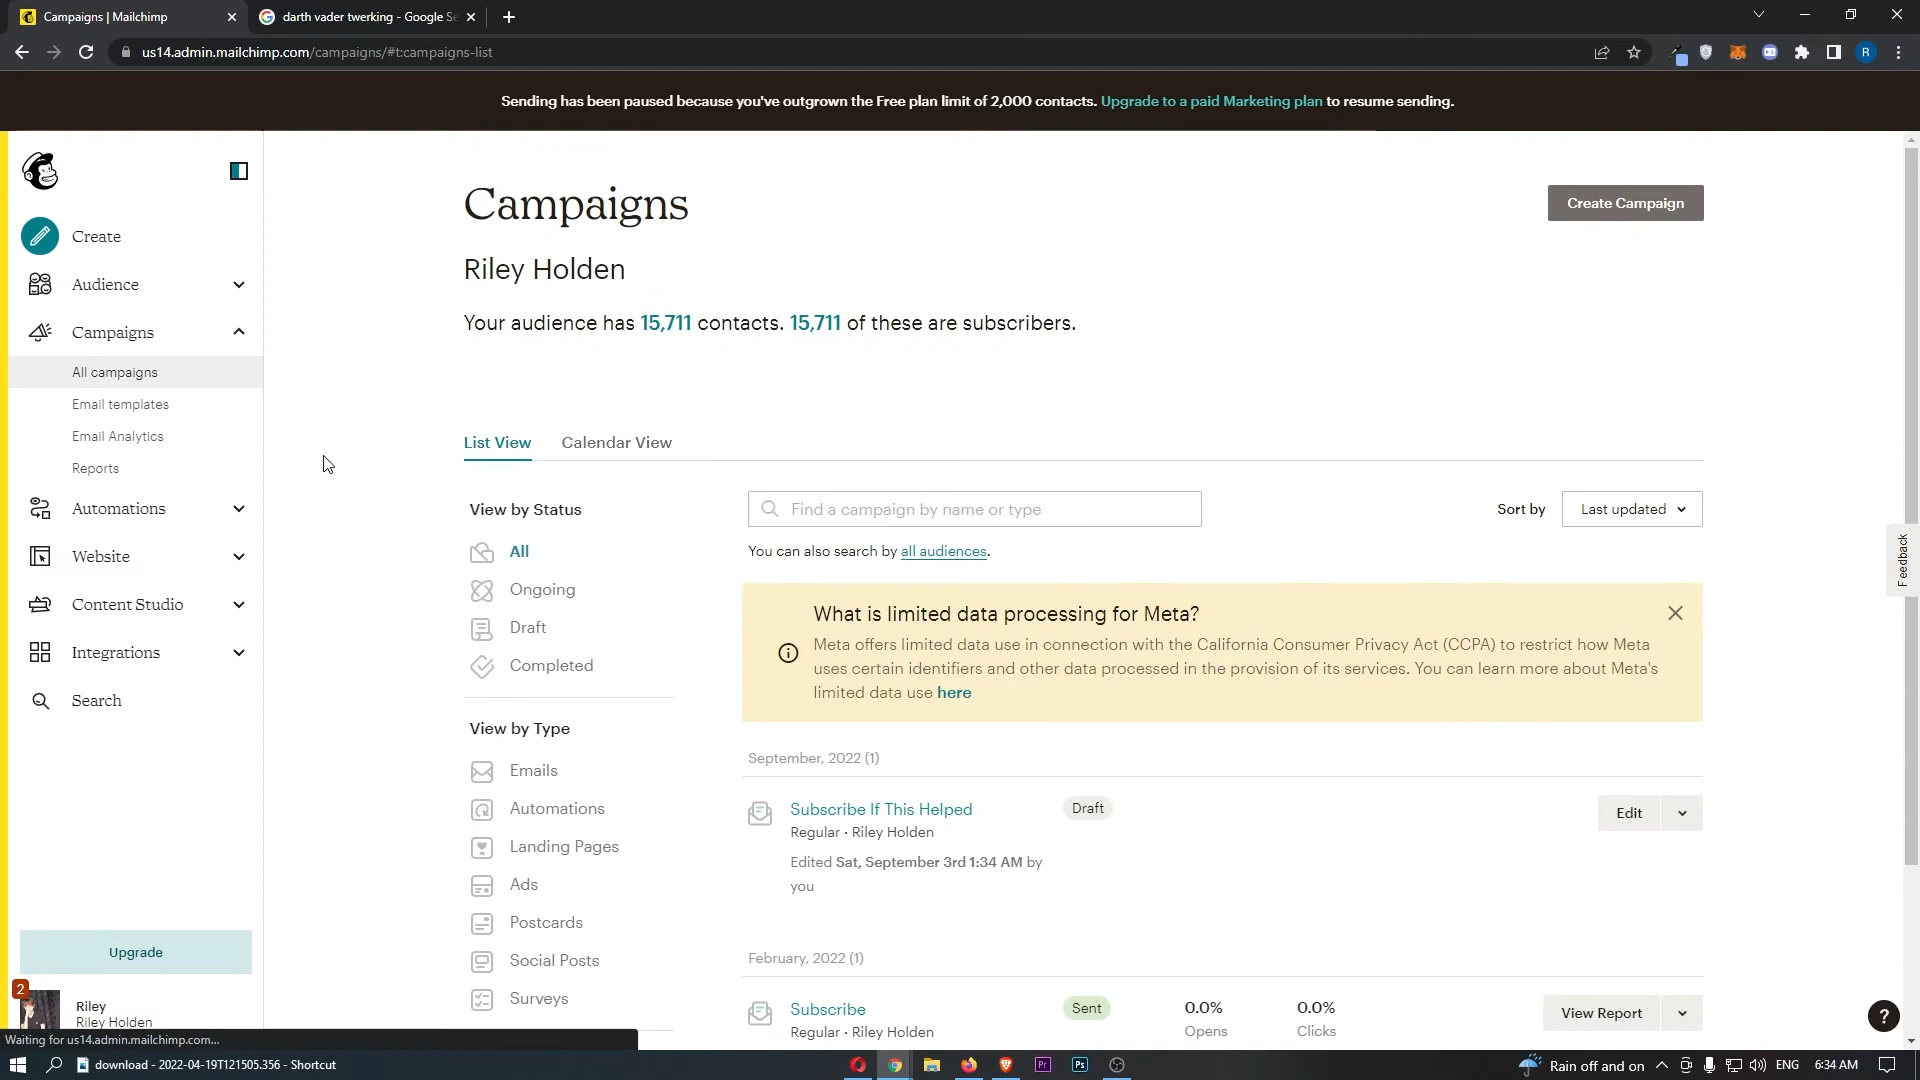 Campaigns | Mailchimp
darth vader twerking - Google Se
us14.admin.mailchimp.com/campaigns/#t:campaigns-list
R
Sending has been paused because you've outgrown the Free plan limit of 2,000 contacts. Upgrade to a paid Marketing plan to resume sending.
Create
Audience
Campaigns
All campaigns
Email templates
Email Analytics
Reports
Automations
Website
Content Studio
Integrations
Search
Upgrade
2
Riley
Riley Holden
Campaigns
Create Campaign
Riley Holden
Your audience has 15,711 contacts. 15,711 of these are subscribers.
List View
Calendar View
View by Status
All
Ongoing
Draft
Completed
View by Type
Emails
Automations
Landing Pages
Ads
Postcards
Social Posts
Surveys
Find a campaign by name or type
Sort by
Last updated
You can also search by all audiences.
What is limited data processing for Meta?
Meta offers limited data use in connection with the California Consumer Privacy Act (CCPA) to restrict how Meta
uses certain identifiers and other data processed in the provision of its services. You can learn more about Meta's
limited data use here
September, 2022 (1)
Subscribe If This Helped
Draft
Edit
Regular • Riley Holden
Edited Sat, September 3rd 1:34 AM by
you
February, 2022 (1)
Subscribe
Sent
0.0%
0.0%
View Report
Regular • Riley Holden
Opens
Clicks
Feedback
?
Waiting for us14.admin.mailchimp.com...
download - 2022-04-19T121505.356 - Shortcut
Pr
Ps
Rain off and on
ENG
6:34 AM